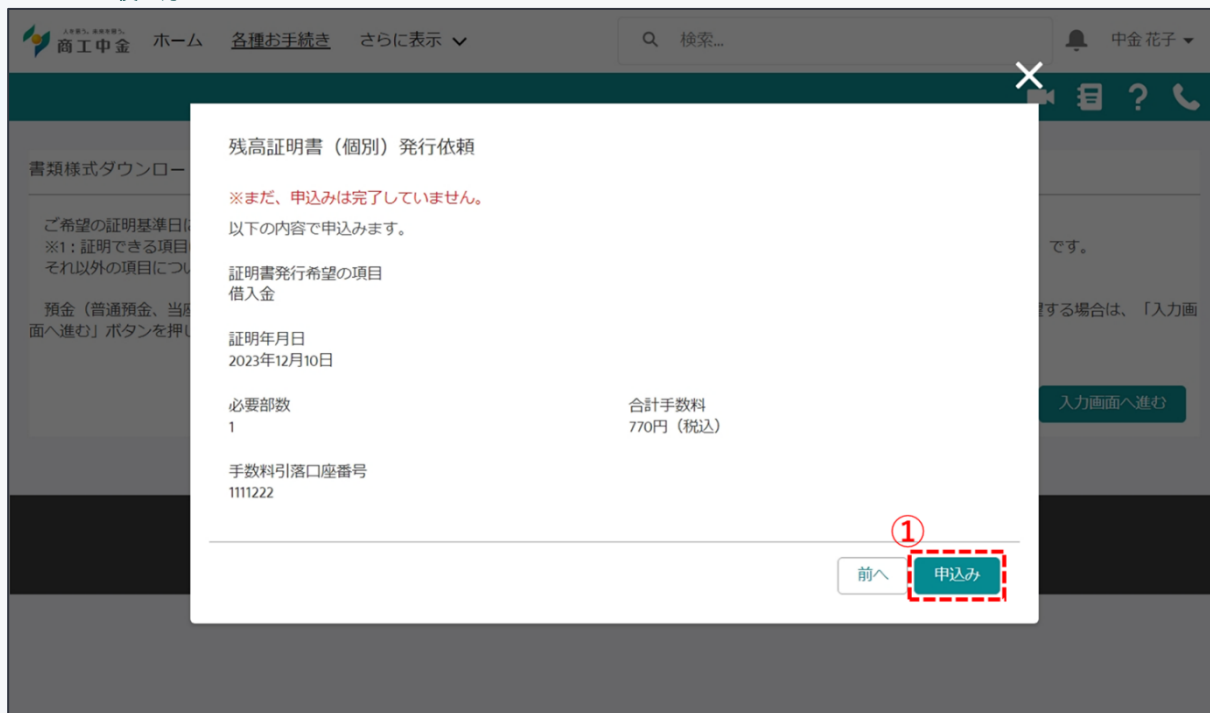 人を思う。未来を想う。
商工中金 ホーム 各種お手続き さらに表示 検索... 中金 花子
残高証明書（個別）発行依頼
書類様式ダウンロー
※まだ、申込みは完了していません。
ご希望の証明基準日に
以下の内容で申込みます。
※1：証明できる項目 です。
それ以外の項目につい
証明書発行希望の項目
借入金
預金（普通預金、当座 する場合は、「入力画
面へ進む」ボタンを押し
証明年月日
2023年12月10日
必要部数 合計手数料
入力画面へ進む
1 770円（税込）
手数料引落口座番号
1111222
①
前へ 申込み